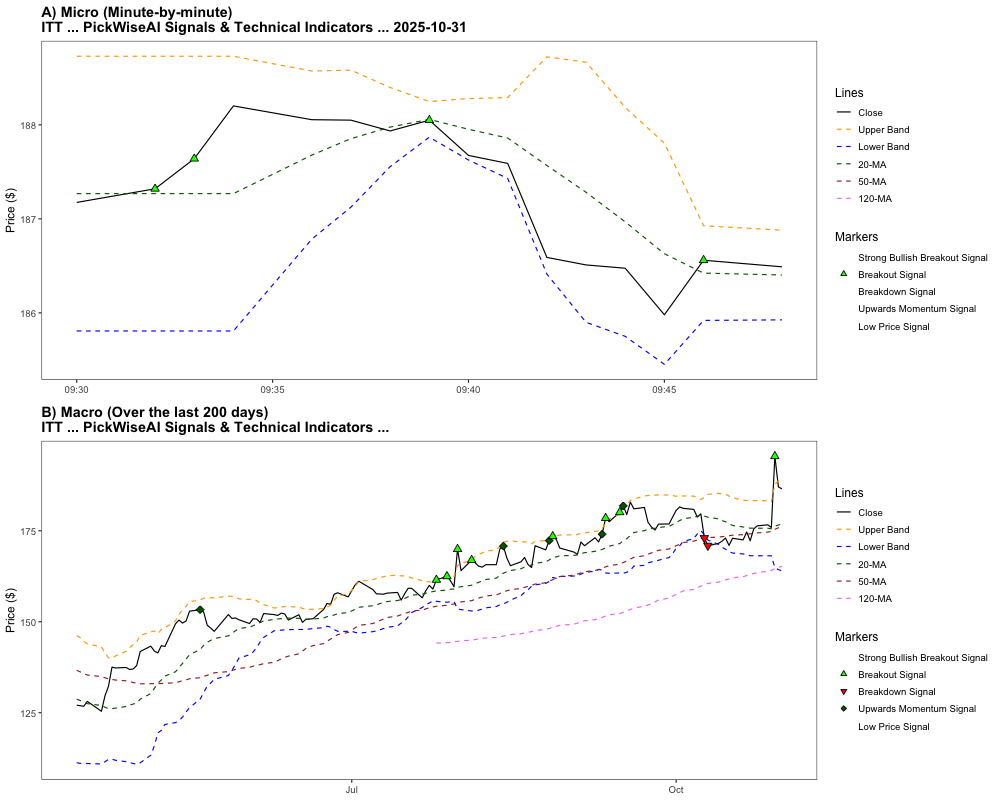 A) Micro (Minute-by-minute)
ITT ... PickWiseAI Signals & Technical Indicators ... 2025-10-31
Price ($)
188
187
186
09:30
09:35
09:40
09:45
Lines
Close
Upper Band
Lower Band
20-MA
50-MA
120-MA
Markers
Strong Bullish Breakout Signal
Breakout Signal
Breakdown Signal
Upwards Momentum Signal
Low Price Signal
B) Macro (Over the last 200 days)
ITT ... PickWiseAI Signals & Technical Indicators ...
Price ($)
175
150
125
Jul
Oct
Lines
Close
Upper Band
Lower Band
20-MA
50-MA
120-MA
Markers
Strong Bullish Breakout Signal
Breakout Signal
Breakdown Signal
Upwards Momentum Signal
Low Price Signal